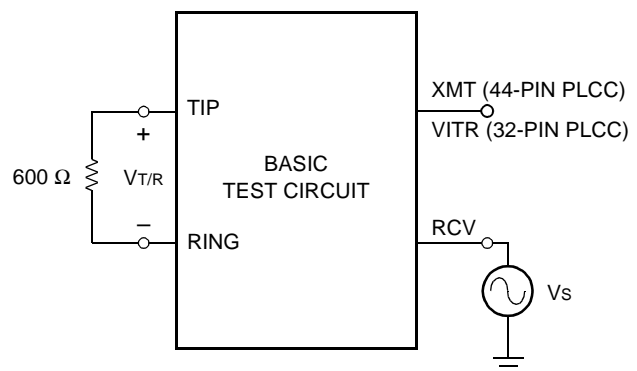 XMT (44-PIN PLCC)
TIP
+
VITR (32-PIN PLCC)
BASIC
TEST CIRCUIT
600 Ω
VT/R
RCV
–
RING
VS